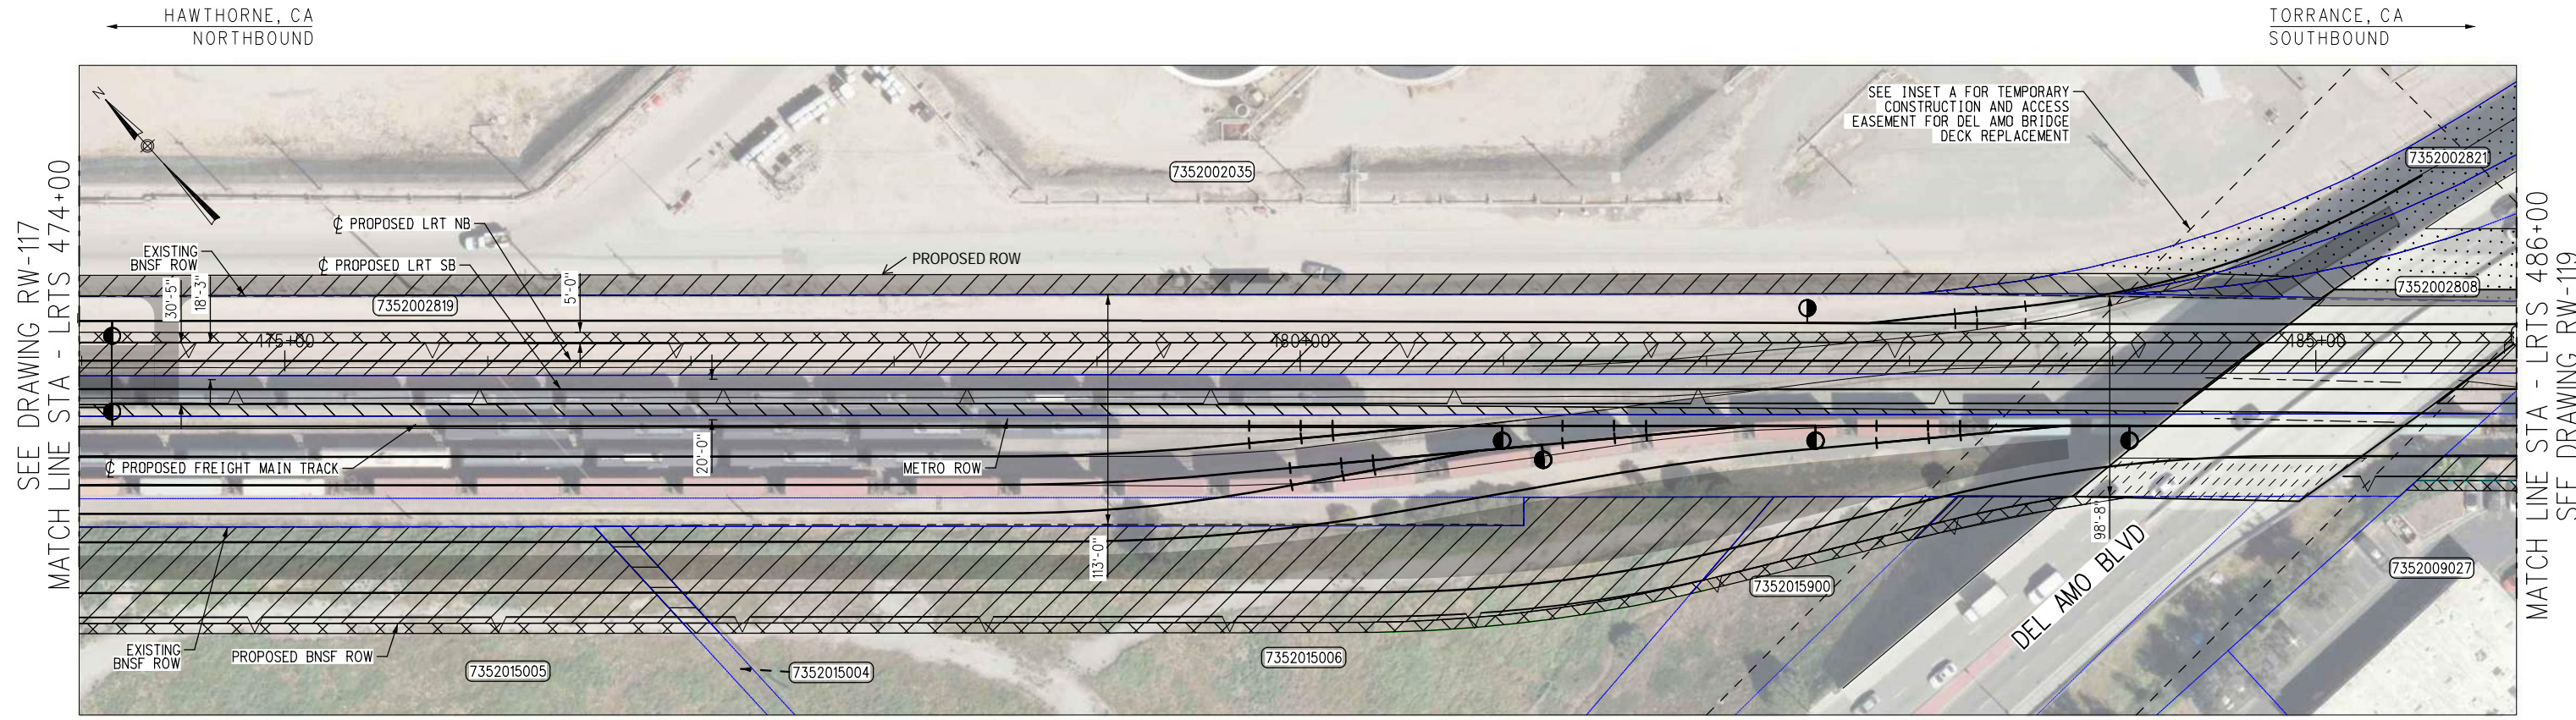 HAWTHORNE, CA
NORTHBOUND
TORRANCE, CA
SOUTHBOUND
SEE DRAWING RW-117
MATCH LINE STA - LRTS 474+00
N
SEE INSET A FOR TEMPORARY
CONSTRUCTION AND ACCESS
EASEMENT FOR DEL AMO BRIDGE
DECK REPLACEMENT
7352002821
7352002035
℄ PROPOSED LRT NB
EXISTING
BNSF ROW
℄ PROPOSED LRT SB
PROPOSED ROW
7352002808
30'-5"
18'-3"
7352002819
5'-0"
175+00
180+00
185+00
℄ PROPOSED FREIGHT MAIN TRACK
20'-0"
METRO ROW
113'-0"
98'-8"
DEL AMO BLVD
7352015900
7352009027
EXISTING
BNSF ROW
PROPOSED BNSF ROW
7352015005
7352015004
7352015006
MATCH LINE STA - LRTS 486+00
SEE DRAWING RW-119